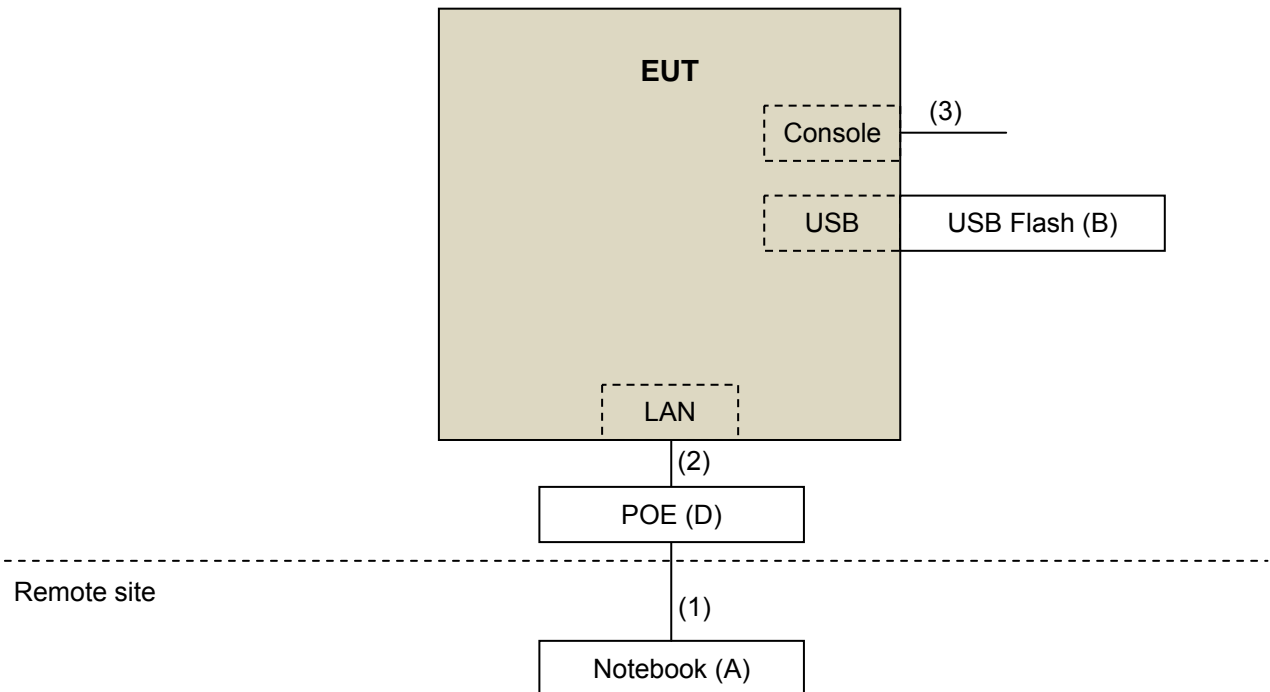 EUT
(3)
Console
USB
USB Flash (B)
LAN
(2)
POE (D)
Remote site
(1)
Notebook (A)